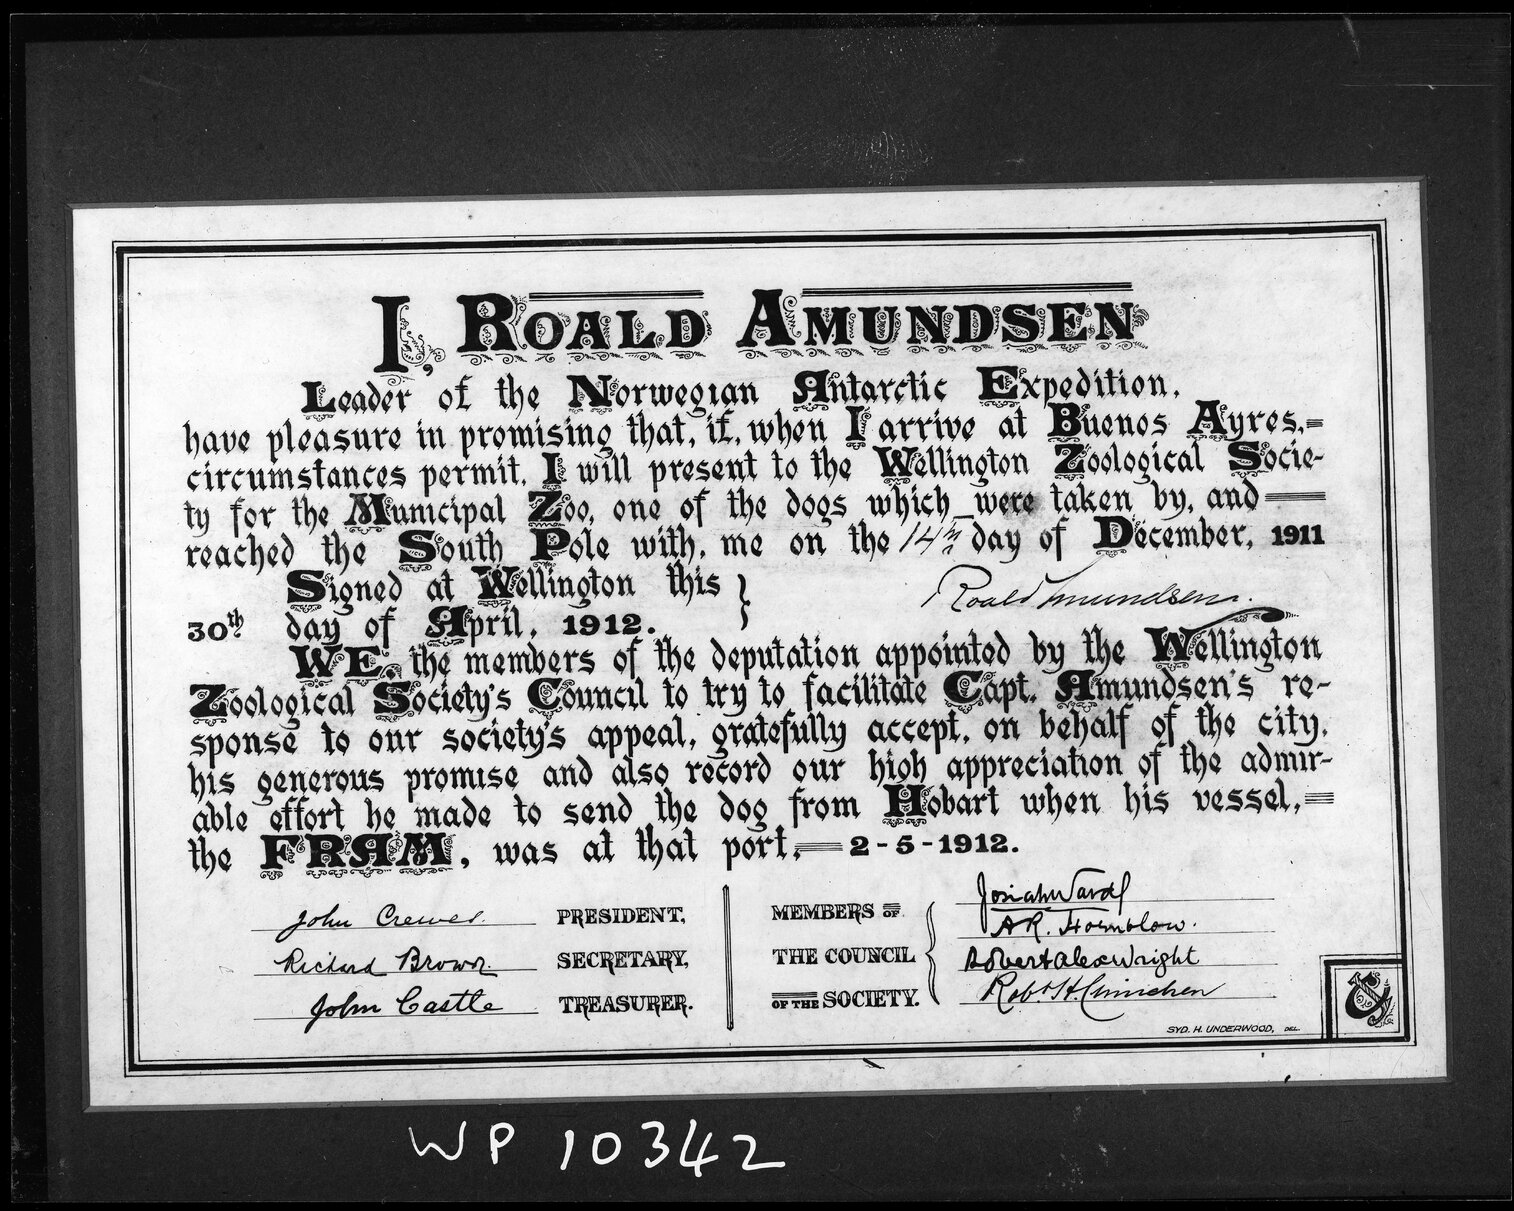 I, ROALD AMUNDSEN
Leader of the Norwegian Antarctic Expedition,
have pleasure in promising that, if, when I arrive at Buenos Ayres,=
circumstances permit, I will present to the Wellington Zoological Socie-
ty for the Municipal Zoo, one of the dogs which were taken by, and
reached the South Pole with, me on the 14th day of December, 1911
Signed at Wellington this
30th day of April, 1912.
Roald Amundsen.
WE, the members of the deputation appointed by the Wellington
Zoological Society's Council to try to facilitate Capt. Amundsen's re-
sponse to our society's appeal, gratefully accept, on behalf of the city,
his generous promise and also record our high appreciation of the admir-
able effort he made to send the dog from Hobart when his vessel,=
the FRAM, was at that port,= 2-5-1912.
John Crewes. PRESIDENT,
Richard Brown. SECRETARY,
John Castle TREASURER.
MEMBERS OF
THE COUNCIL
OF THE SOCIETY.
Josiah Ward
AR. Hornblow.
Robert Alex Wright
Robt H.
SYD. H. UNDERWOOD, DEL.
WP 10342